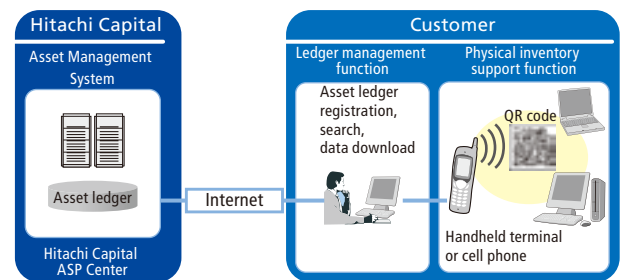 Hitachi Capital
Asset Management
System
Asset ledger
Hitachi Capital
ASP Center
Internet
Customer
Ledger management
function
Asset ledger
registration,
search,
data download
Physical inventory
support function
QR code
Handheld terminal
or cell phone